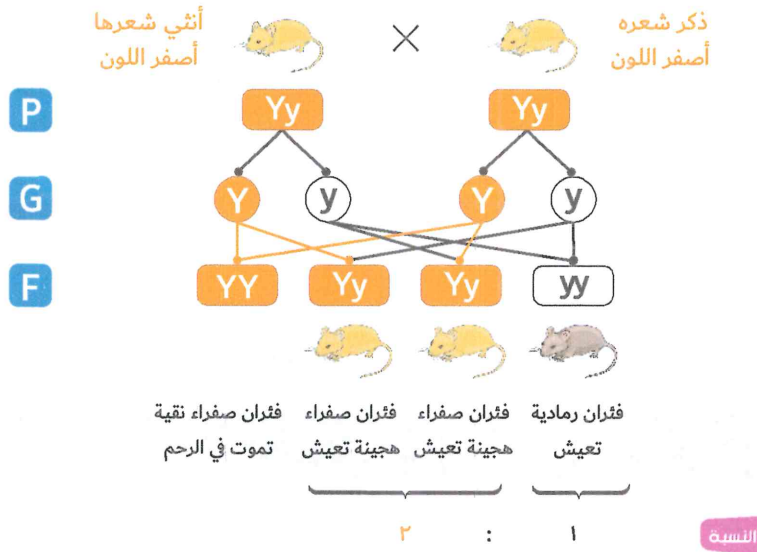 ذكر شعره
أصفر اللون
×
أنثي شعرها
أصفر اللون
P
Yy
Yy
G
Y
y
Y
y
F
YY
Yy
Yy
yy
فئران رمادية
تعيش
فئران صفراء
هجينة تعيش
فئران صفراء
هجينة تعيش
فئران صفراء نقية
تموت في الرحم
النسبة
١ : ٢